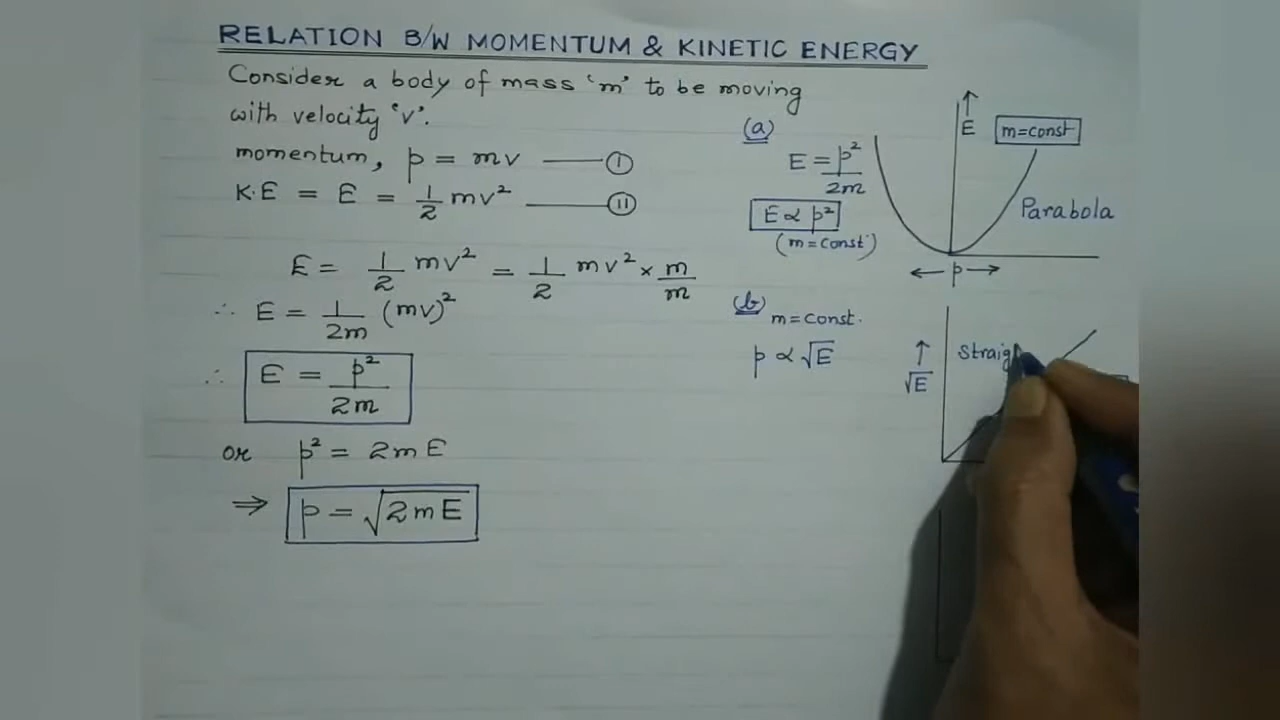 RELATION B/W MOMENTUM & KINETIC ENERGY
Consider a body of mass 'm' to be moving
with velocity 'v'.
momentum, p = mv —— (I)
K.E = E = 1/2 mv² —— (II)
E = 1/2 mv² = 1/2 mv² × m/m
∴ E = 1/2m (mv)²
∴ E = p²/2m
or p² = 2mE
⇒ p = √2mE
(a)
E = p²/2m
E ∝ p²
(m = const)
↑
E
m=const
Parabola
← p →
(b)
m = const.
p ∝ √E
↑
√E
Straig